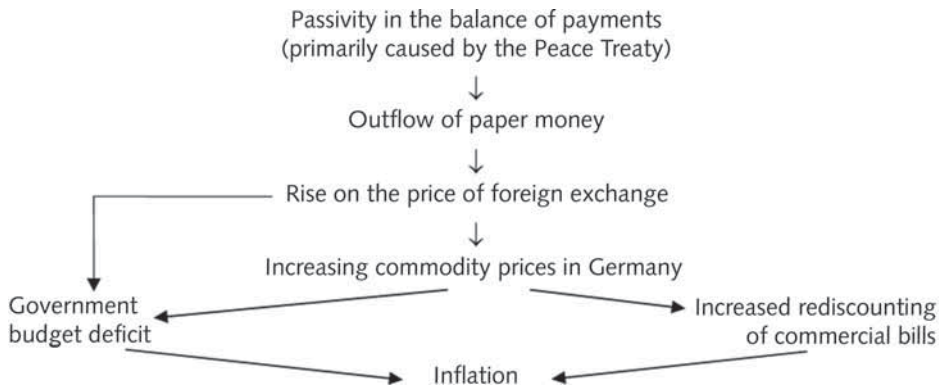 Passivity in the balance of payments
(primarily caused by the Peace Treaty)
Outflow of paper money
Rise on the price of foreign exchange
Increasing commodity prices in Germany
Government
budget deficit
Increased rediscounting
of commercial bills
Inflation